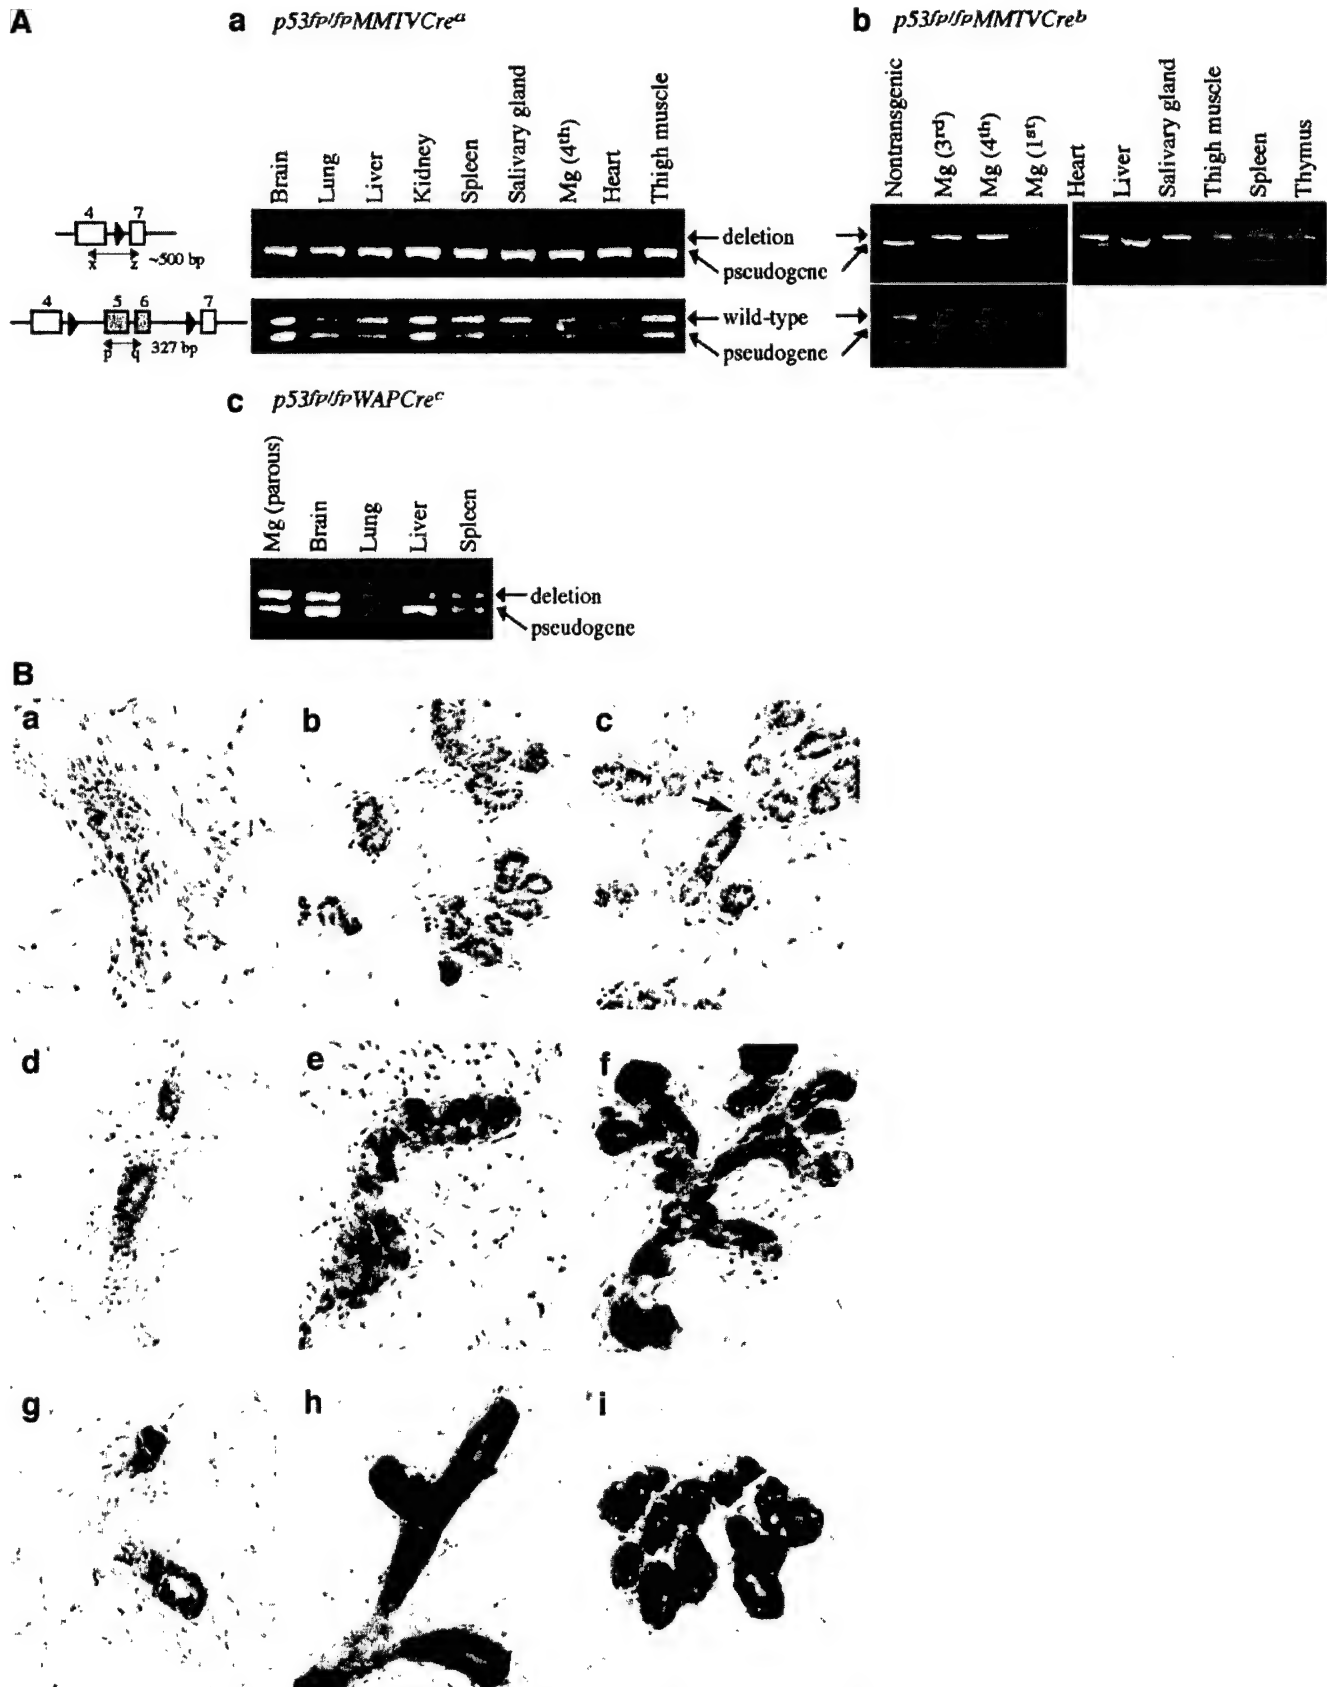 A
a p53fp/fpMMTVCrea
b p53fp/fpMMTVCreb
Brain
Lung
Liver
Kidney
Spleen
Salivary gland
Mg (4th)
Heart
Thigh muscle
Nontransgenic
Mg (3rd)
Mg (4th)
Mg (1st)
Heart
Liver
Salivary gland
Thigh muscle
Spleen
Thymus
4 7
x z ~500 bp
deletion
pseudogene
4 5 6 7
p q 327 bp
wild-type
pseudogene
c p53fp/fpWAPCrec
Mg (parous)
Brain
Lung
Liver
Spleen
deletion
pseudogene
B
a
b
c
d
e
f
g
h
i